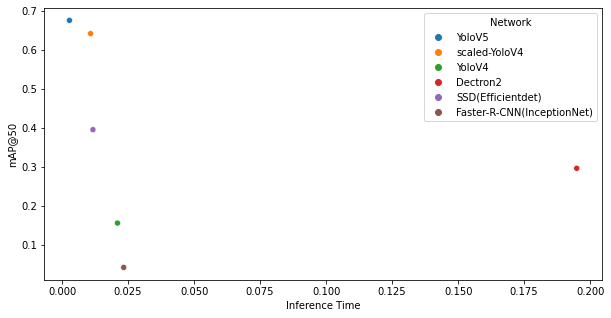 0.7
0.6
0.5
0.4
0.3
0.2
0.1
mAP@50
Network
YoloV5
scaled-YoloV4
YoloV4
Dectron2
SSD(Efficientdet)
Faster-R-CNN(InceptionNet)
0.000 0.025 0.050 0.075 0.100 0.125 0.150 0.175 0.200
Inference Time